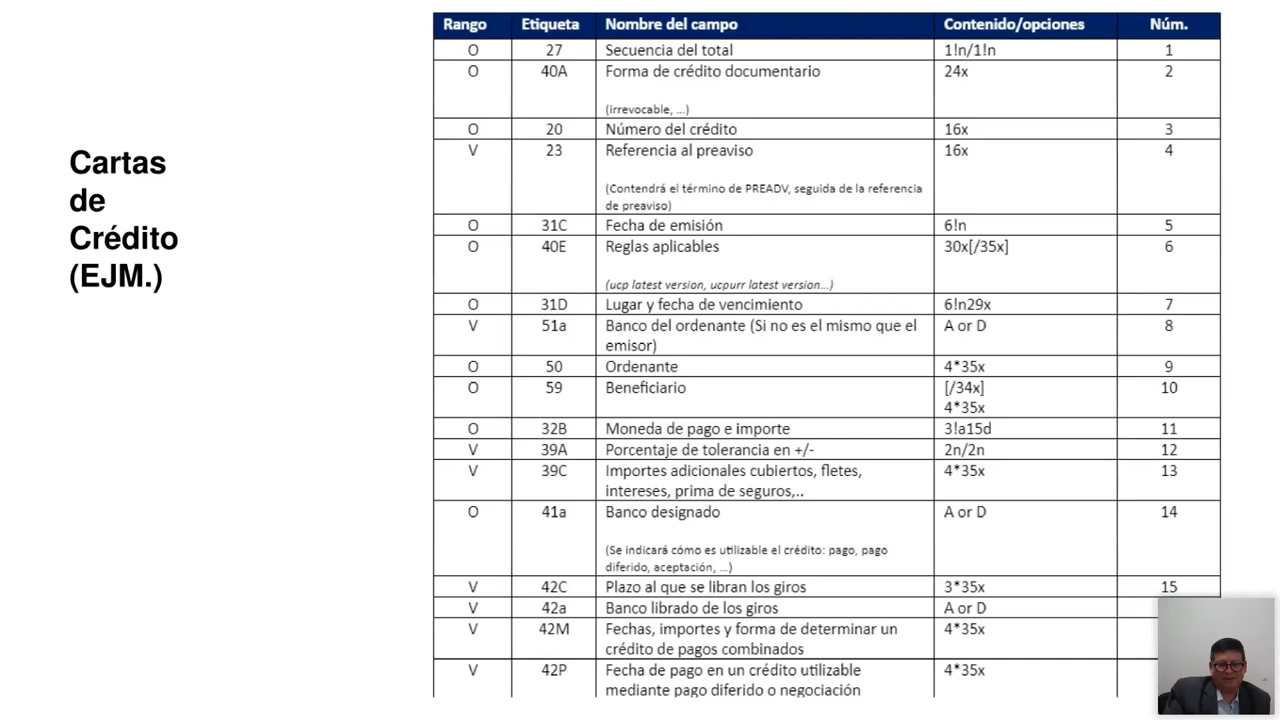 Cartas
de
Crédito
(EJM.)
Rango Etiqueta Nombre del campo Contenido/opciones Núm.
O 27 Secuencia del total 1!n/1!n 1
O 40A Forma de crédito documentario 24x 2
(irrevocable, ...)
O 20 Número del crédito 16x 3
V 23 Referencia al preaviso 16x 4
(Contendrá el término de PREADV, seguida de la referencia
de preaviso)
O 31C Fecha de emisión 6!n 5
O 40E Reglas aplicables 30x[/35x] 6
(ucp latest version, ucpurr latest version...)
O 31D Lugar y fecha de vencimiento 6!n29x 7
V 51a Banco del ordenante (Si no es el mismo que el A or D 8
emisor)
O 50 Ordenante 4*35x 9
O 59 Beneficiario [/34x] 10
4*35x
O 32B Moneda de pago e importe 3!a15d 11
V 39A Porcentaje de tolerancia en +/- 2n/2n 12
V 39C Importes adicionales cubiertos, fletes, 4*35x 13
intereses, prima de seguros,..
O 41a Banco designado A or D 14
(Se indicará cómo es utilizable el crédito: pago, pago
diferido, aceptación, ...)
V 42C Plazo al que se libran los giros 3*35x 15
V 42a Banco librado de los giros A or D
V 42M Fechas, importes y forma de determinar un 4*35x
crédito de pagos combinados
V 42P Fecha de pago en un crédito utilizable 4*35x
mediante pago diferido o negociación